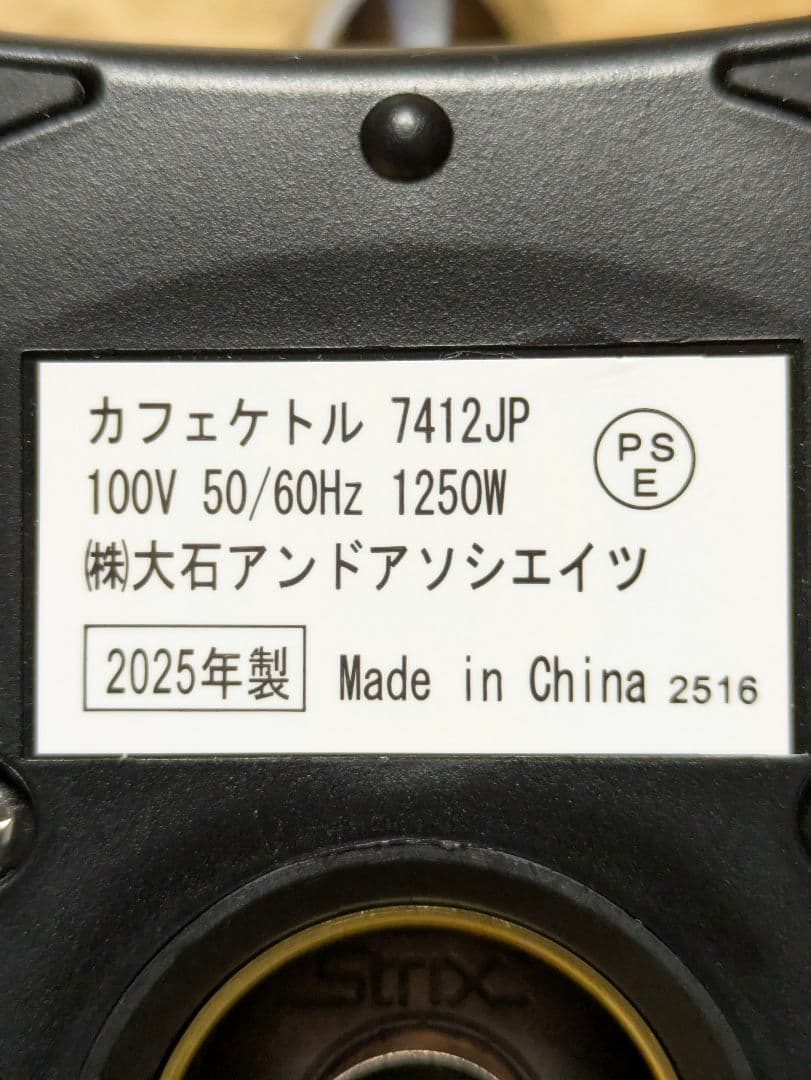 カフェケトル 7412JP
PSE
100V 50/60Hz 1250W
㈱大石アンドアソシエイツ
2025年製 Made in China 2516
Strix